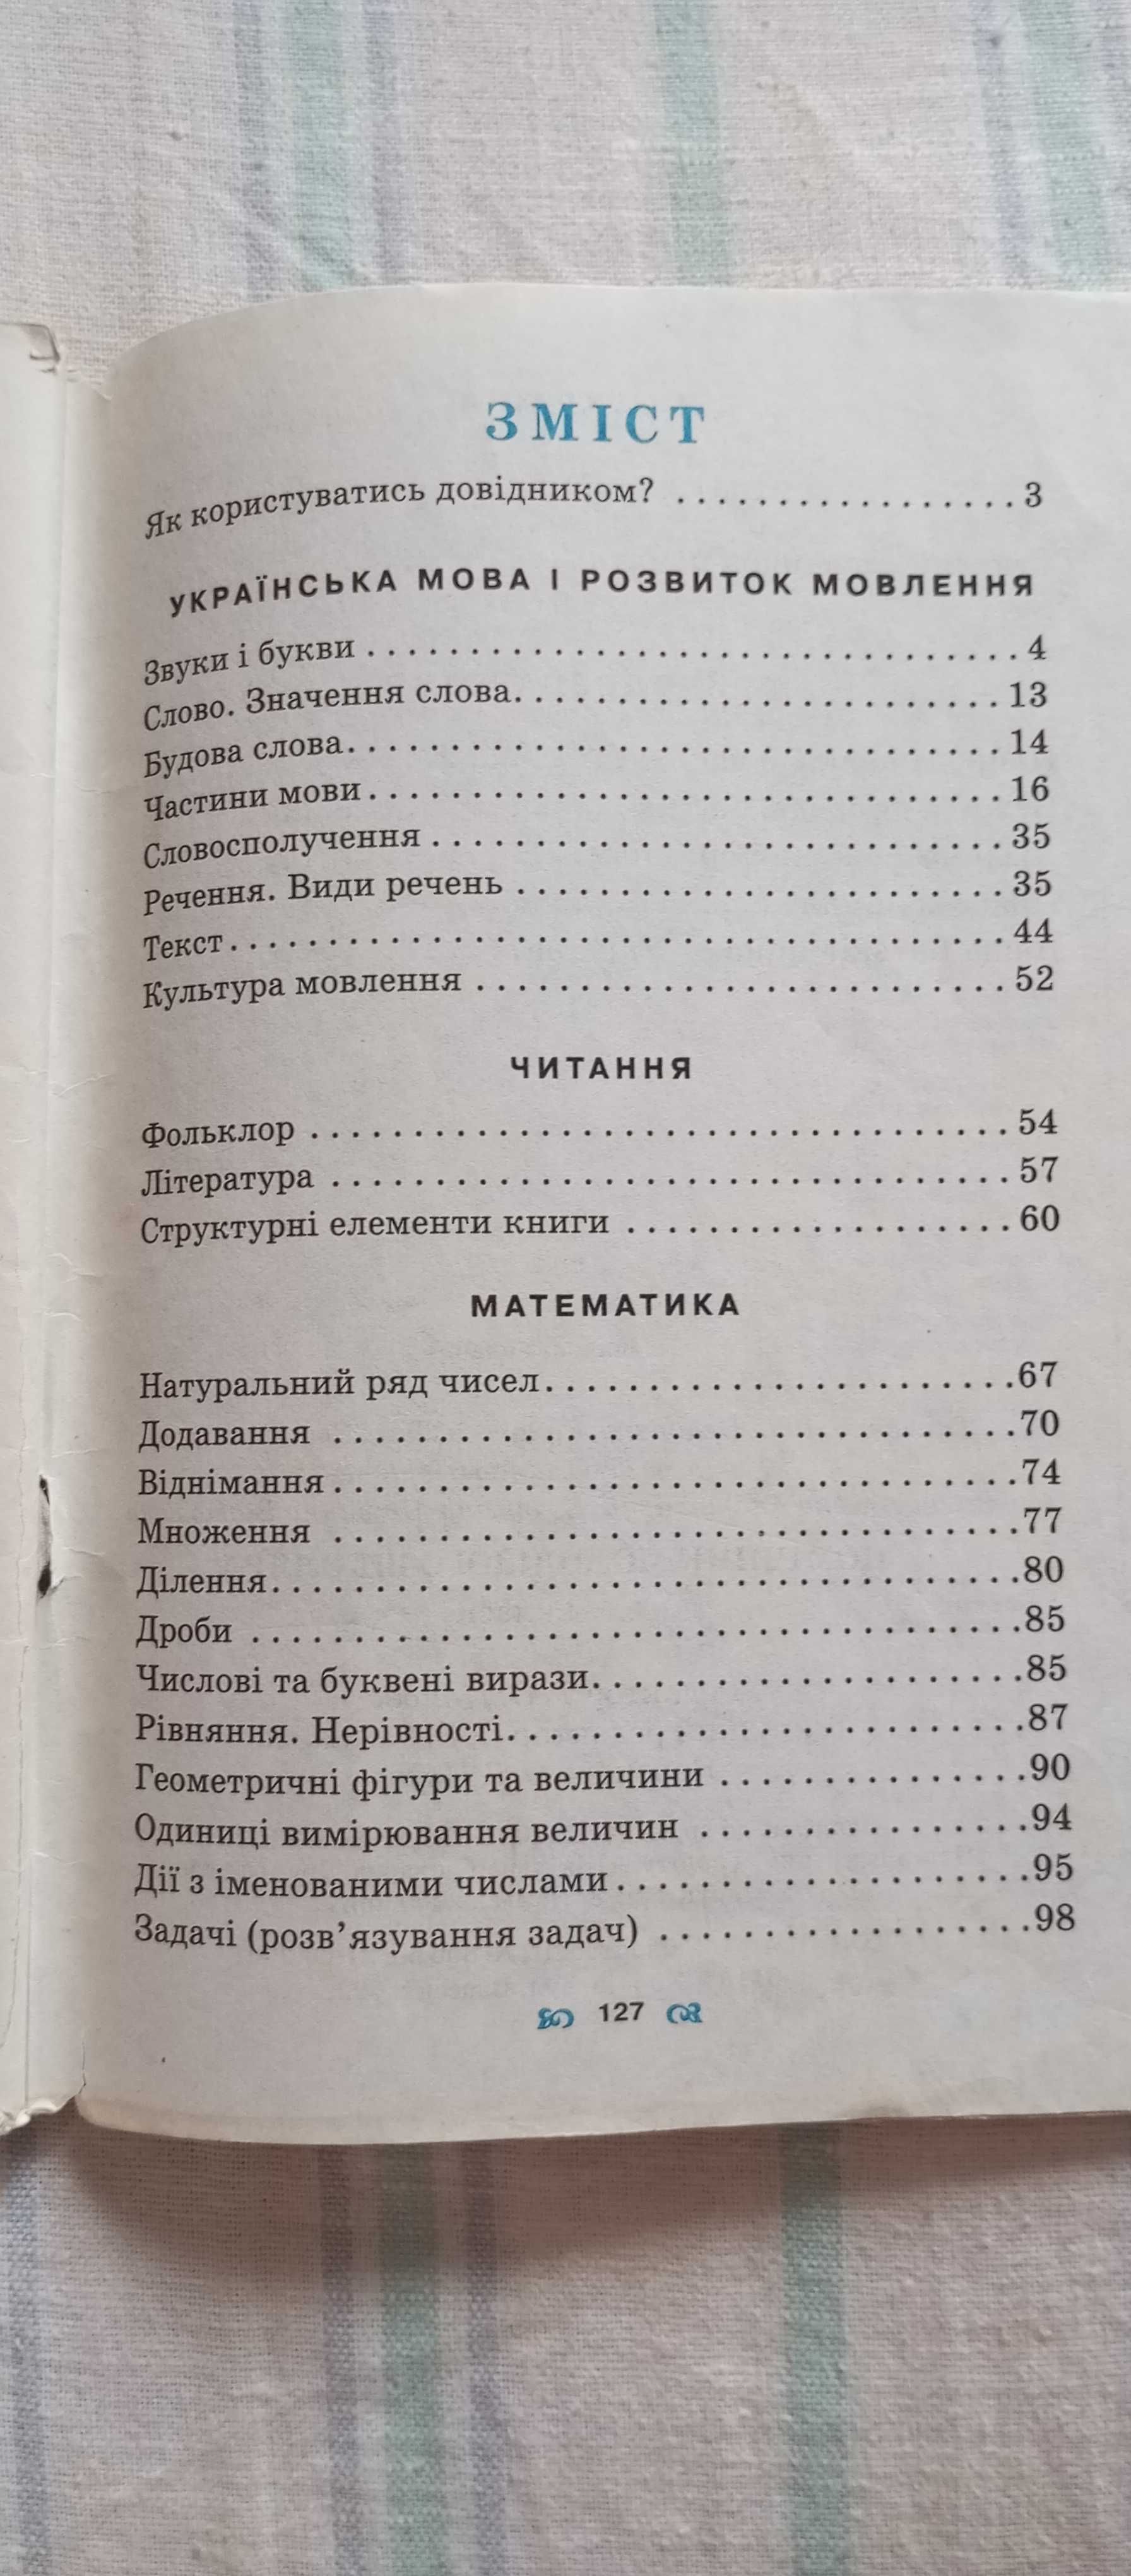 ЗМІСТ
Як користуватись довідником? . . . . . . . . . . . . . . . . . 3
УКРАЇНСЬКА МОВА І РОЗВИТОК МОВЛЕННЯ
Звуки і букви . . . . . . . . . . . . . . . . . . . . . . . . . . . . . . . . 4
Слово. Значення слова. . . . . . . . . . . . . . . . . . . . . . . . 13
Будова слова. . . . . . . . . . . . . . . . . . . . . . . . . . . . . . . . 14
Частини мови . . . . . . . . . . . . . . . . . . . . . . . . . . . . . . . 16
Словосполучення . . . . . . . . . . . . . . . . . . . . . . . . . . . . 35
Речення. Види речень . . . . . . . . . . . . . . . . . . . . . . . . 35
Текст . . . . . . . . . . . . . . . . . . . . . . . . . . . . . . . . . . . . . . 44
Культура мовлення . . . . . . . . . . . . . . . . . . . . . . . . . . 52
ЧИТАННЯ
Фольклор . . . . . . . . . . . . . . . . . . . . . . . . . . . . . . . . . . 54
Література . . . . . . . . . . . . . . . . . . . . . . . . . . . . . . . . . 57
Структурні елементи книги . . . . . . . . . . . . . . . . . . . 60
МАТЕМАТИКА
Натуральний ряд чисел. . . . . . . . . . . . . . . . . . . . . . . 67
Додавання . . . . . . . . . . . . . . . . . . . . . . . . . . . . . . . . . 70
Віднімання . . . . . . . . . . . . . . . . . . . . . . . . . . . . . . . . . 74
Множення . . . . . . . . . . . . . . . . . . . . . . . . . . . . . . . . . 77
Ділення. . . . . . . . . . . . . . . . . . . . . . . . . . . . . . . . . . . . 80
Дроби . . . . . . . . . . . . . . . . . . . . . . . . . . . . . . . . . . . . . 85
Числові та буквені вирази. . . . . . . . . . . . . . . . . . . . . 85
Рівняння. Нерівності. . . . . . . . . . . . . . . . . . . . . . . . . 87
Геометричні фігури та величини . . . . . . . . . . . . . . . 90
Одиниці вимірювання величин . . . . . . . . . . . . . . . . 94
Дії з іменованими числами . . . . . . . . . . . . . . . . . . . . 95
Задачі (розв’язування задач) . . . . . . . . . . . . . . . . . . 98
127